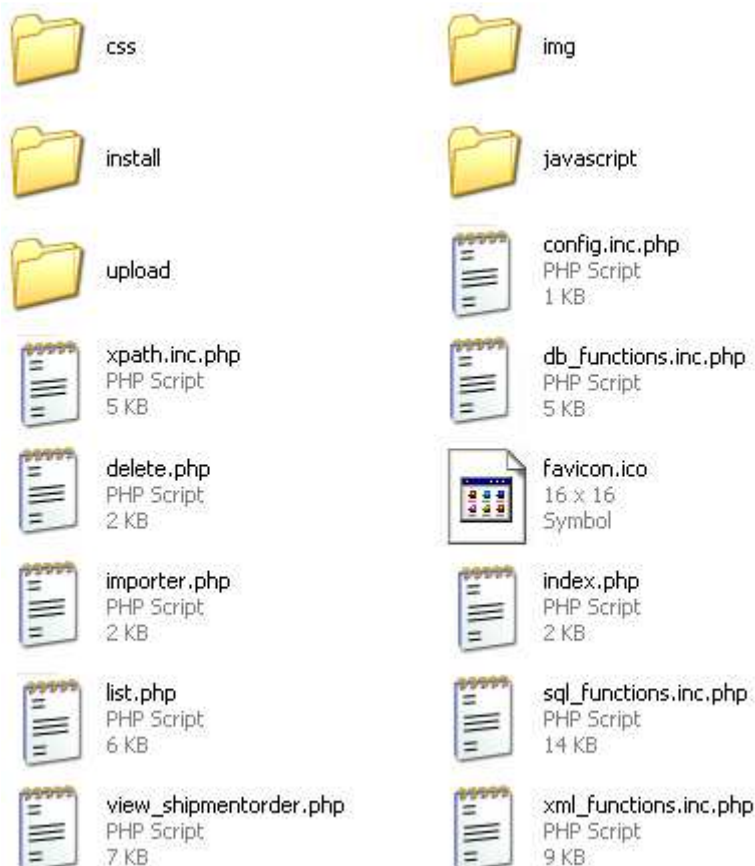 css
img
install
javascript
upload
config.inc.php
PHP Script
1 KB
xpath.inc.php
PHP Script
5 KB
db_functions.inc.php
PHP Script
5 KB
delete.php
PHP Script
2 KB
favicon.ico
16 x 16
Symbol
importer.php
PHP Script
2 KB
index.php
PHP Script
2 KB
list.php
PHP Script
6 KB
sql_functions.inc.php
PHP Script
14 KB
view_shipmentorder.php
PHP Script
7 KB
xml_functions.inc.php
PHP Script
9 KB